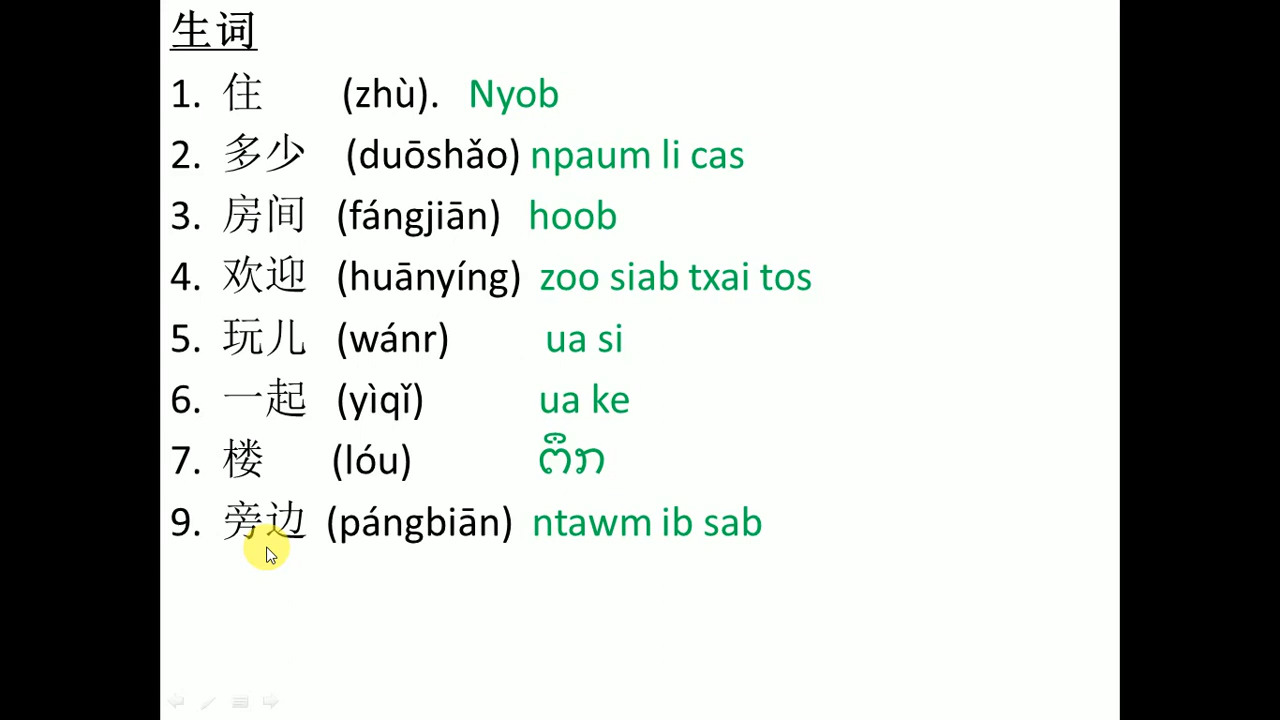 生词
1. 住 (zhù). Nyob
2. 多少 (duōshǎo) npaum li cas
3. 房间 (fángjiān) hoob
4. 欢迎 (huānyíng) zoo siab txai tos
5. 玩儿 (wánr) ua si
6. 一起 (yìqǐ) ua ke
7. 楼 (lóu) ຕຶກ
9. 旁边 (pángbiān) ntawm ib sab